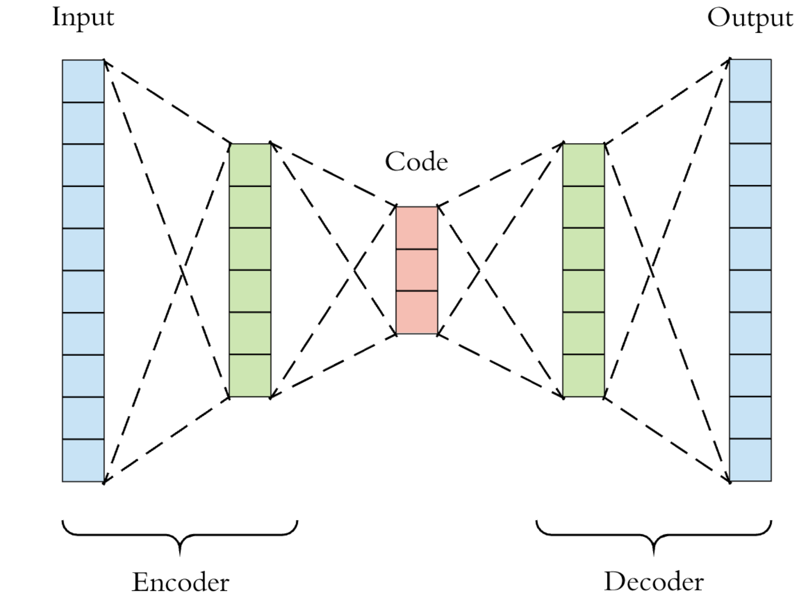 Input
Output
Code
Encoder
Decoder